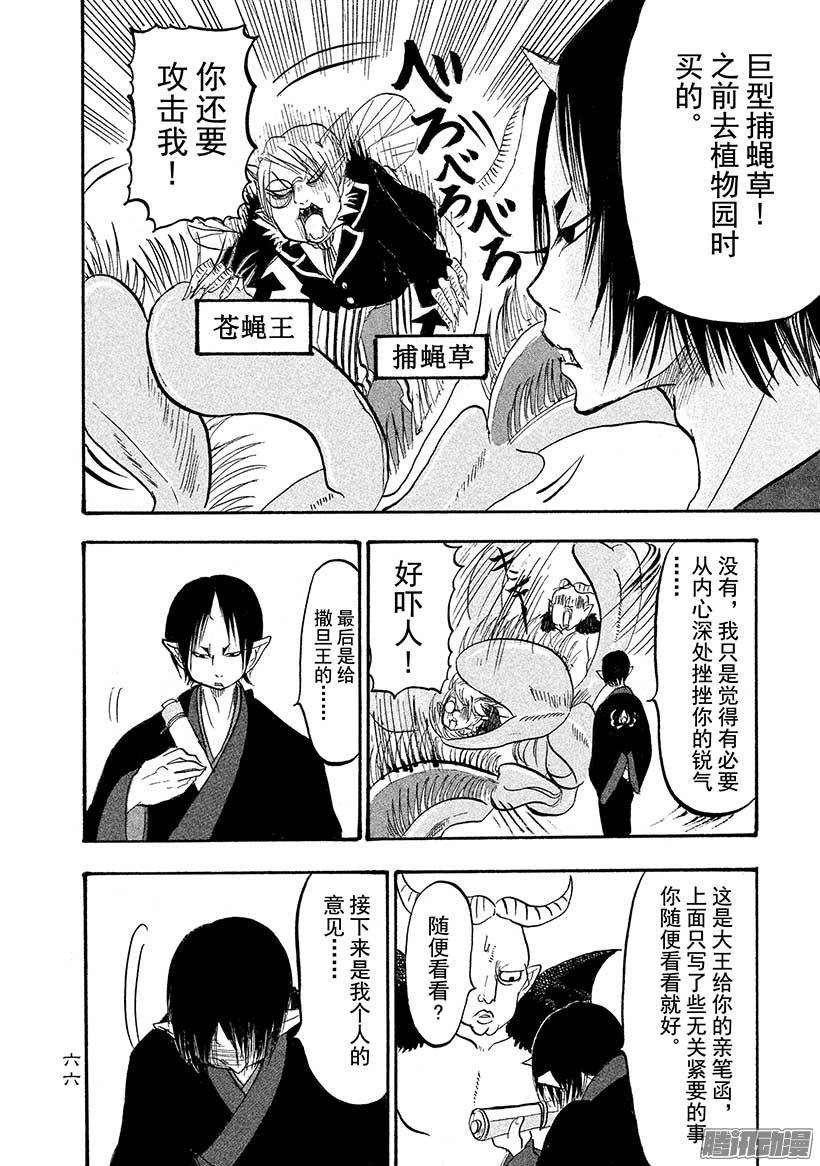 巨型捕蝇草！
之前去植物园时
买的。
べろべろべろべろ
你还要
攻击我！
苍蝇王
捕蝇草
没有，我只是觉得有必要
从内心深处挫挫你的锐气
……
好吓人！
最后是给
撒旦王的……
这是大王给你的亲笔函，
上面只写了些无关紧要的事
你随便看看就好。
随便看看？
接下来是我个人的
意见……
六六
腾讯动漫